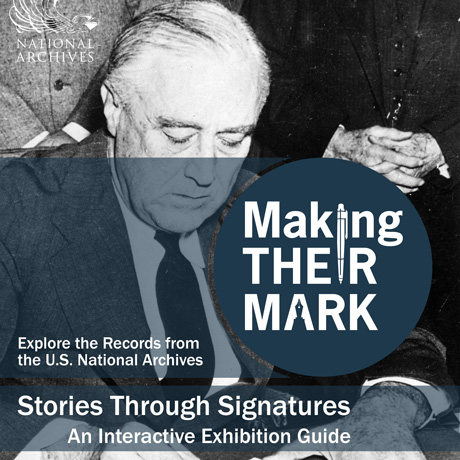 NATIONAL
ARCHIVES
Making
THEIR
MARK
Explore the Records from
the U.S. National Archives
Stories Through Signatures
An Interactive Exhibition Guide